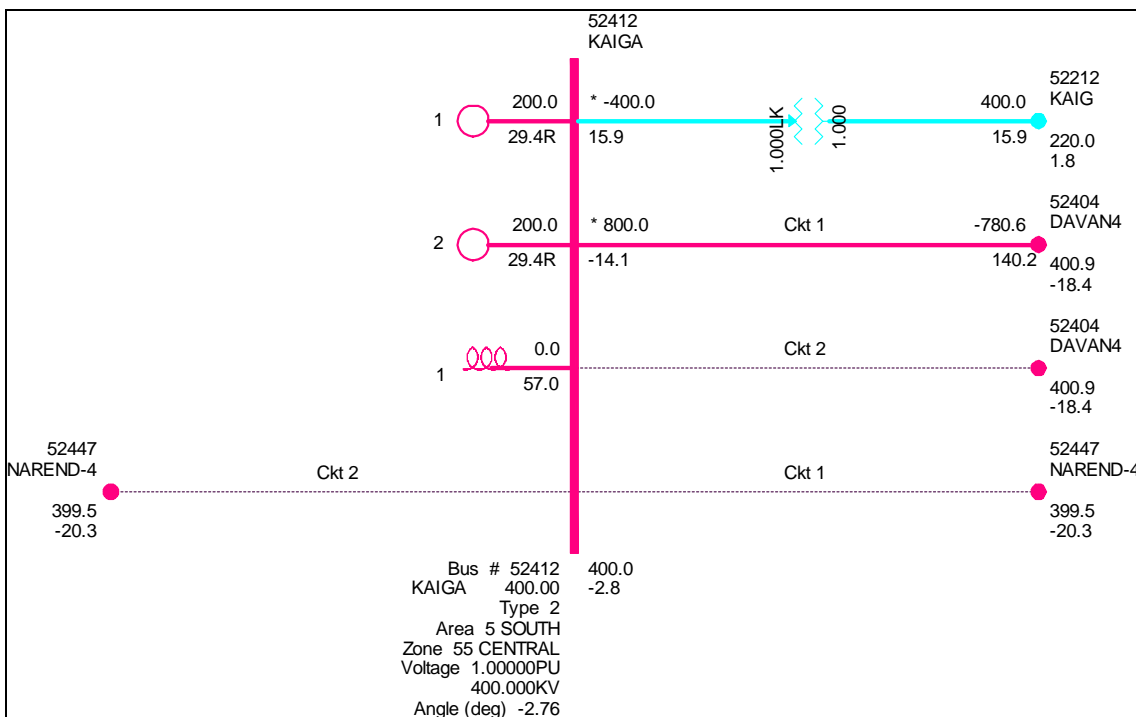 52412
KAIGA
1
200.0
29.4R
* -400.0
15.9
1.000LK
1.000
400.0
15.9
52212
KAIG
220.0
1.8
2
200.0
29.4R
* 800.0
-14.1
Ckt 1
-780.6
140.2
52404
DAVAN4
400.9
-18.4
1
0.0
57.0
Ckt 2
52404
DAVAN4
400.9
-18.4
52447
NAREND-4
399.5
-20.3
Ckt 2
Ckt 1
52447
NAREND-4
399.5
-20.3
Bus # 52412
KAIGA 400.00
Type 2
Area 5 SOUTH
Zone 55 CENTRAL
Voltage 1.00000PU
400.000KV
Angle (deg) -2.76
400.0
-2.8